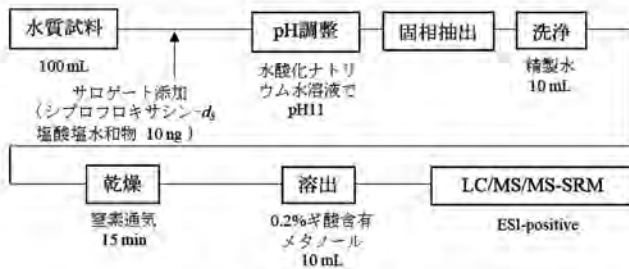 水質試料
pH調整
固相抽出
洗浄
100 mL
サロゲート添加
(シプロフロキサシン-d8
塩酸塩水和物 10 ng )
水酸化ナトリ
ウム水溶液で
pH11
精製水
10 mL
乾燥
溶出
LC/MS/MS-SRM
窒素通気
15 min
0.2%ギ酸含有
メタノール
10 mL
ESI-positive